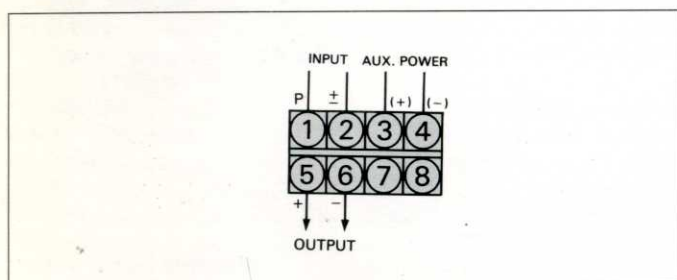 INPUT AUX. POWER
P ± (+) (-)
1 2 3 4
5 6 7 8
+ -
OUTPUT